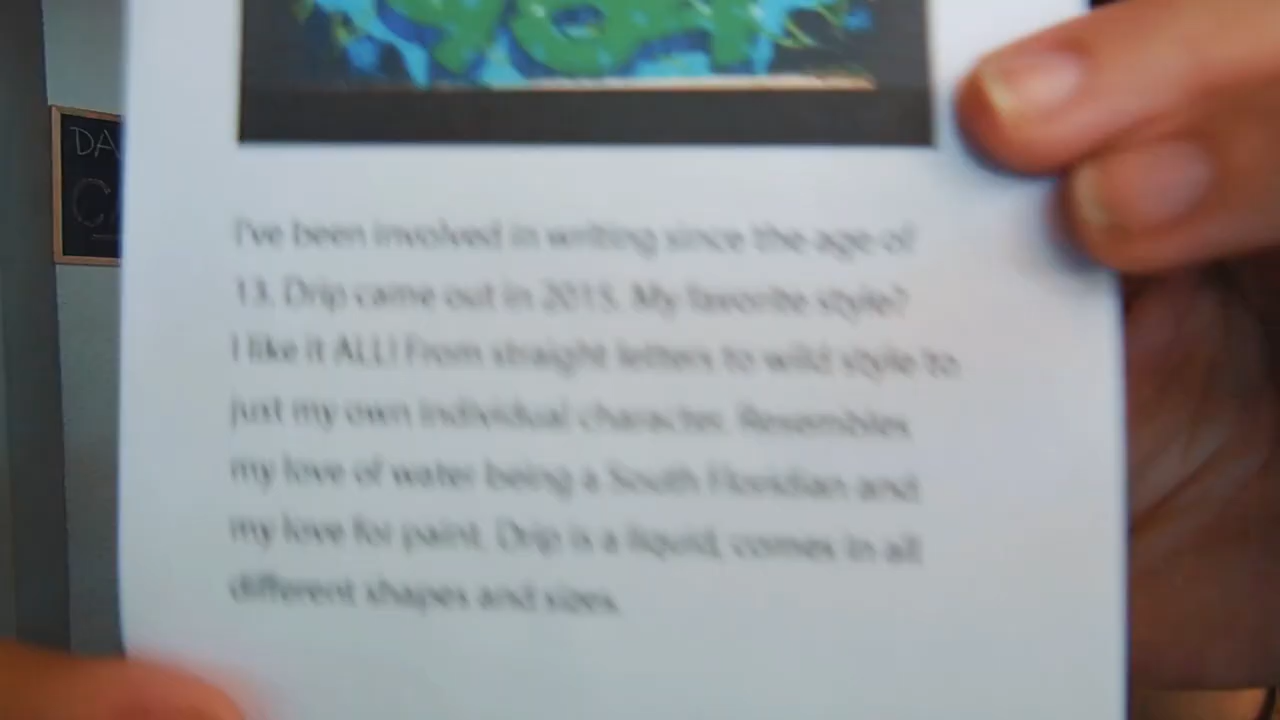 DA
I've been involved in writing since the age of
13. Drip came out in 2015. My favorite style?
I like it ALL! From straight letters to wild style to
just my own individual character. Resembles
my love of water being a South Floridian and
my love for paint. Drip is a liquid, comes in all
different shapes and sizes.